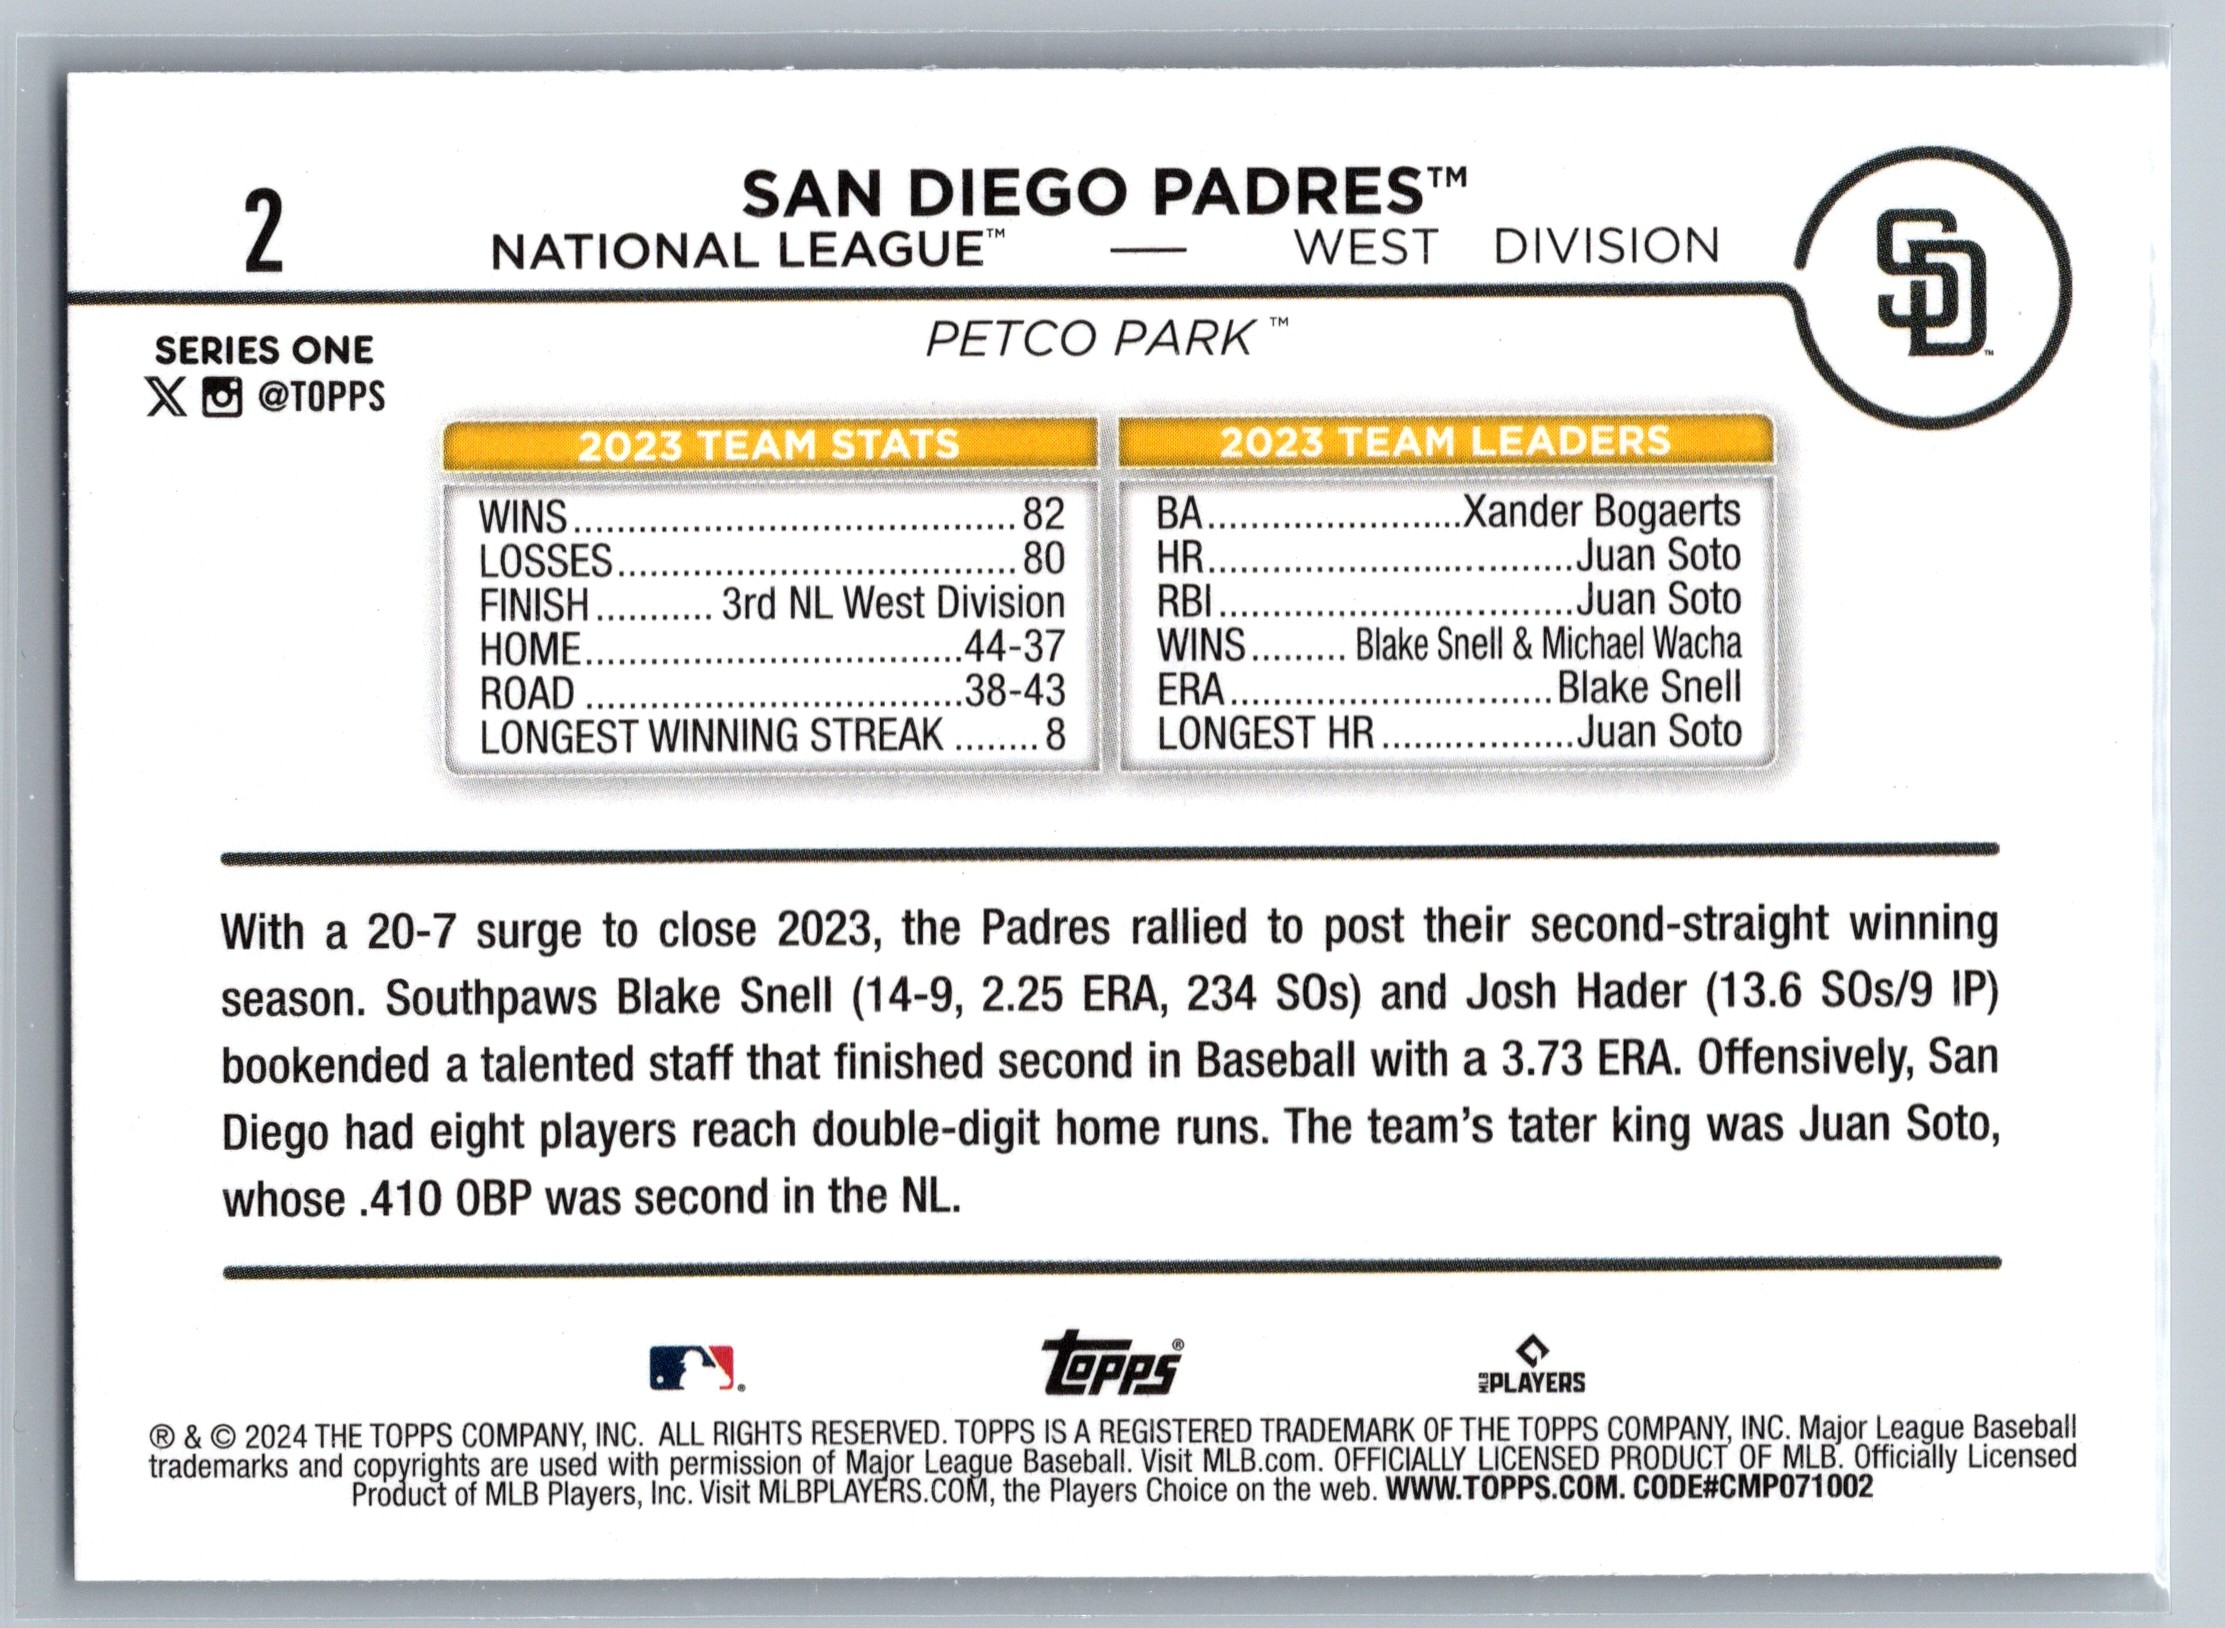 2
SAN DIEGO PADRES™
NATIONAL LEAGUE™ — WEST DIVISION
SD™
PETCO PARK™
SERIES ONE
X @TOPPS
2023 TEAM STATS
WINS........................................82
LOSSES....................................80
FINISH........... 3rd NL West Division
HOME..................................44-37
ROAD ..................................38-43
LONGEST WINNING STREAK ........8
2023 TEAM LEADERS
BA.......................Xander Bogaerts
HR.................................Juan Soto
RBI................................Juan Soto
WINS......... Blake Snell & Michael Wacha
ERA.............................Blake Snell
LONGEST HR..................Juan Soto
With a 20-7 surge to close 2023, the Padres rallied to post their second-straight winning
season. Southpaws Blake Snell (14-9, 2.25 ERA, 234 SOs) and Josh Hader (13.6 SOs/9 IP)
bookended a talented staff that finished second in Baseball with a 3.73 ERA. Offensively, San
Diego had eight players reach double-digit home runs. The team's tater king was Juan Soto,
whose .410 OBP was second in the NL.
®
Topps®
MLB PLAYERS
® & © 2024 THE TOPPS COMPANY, INC. ALL RIGHTS RESERVED. TOPPS IS A REGISTERED TRADEMARK OF THE TOPPS COMPANY, INC. Major League Baseball
trademarks and copyrights are used with permission of Major League Baseball. Visit MLB.com. OFFICIALLY LICENSED PRODUCT OF MLB. Officially Licensed
Product of MLB Players, Inc. Visit MLBPLAYERS.COM, the Players Choice on the web. WWW.TOPPS.COM. CODE#CMP071002